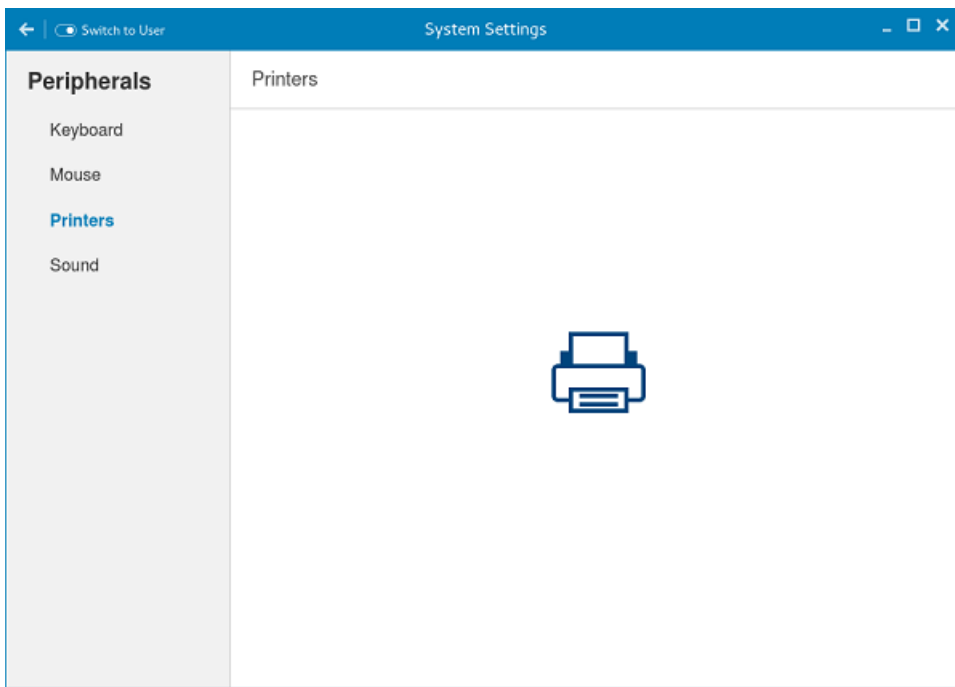 Switch to User
System Settings
Peripherals
Printers
Keyboard
Mouse
Printers
Sound